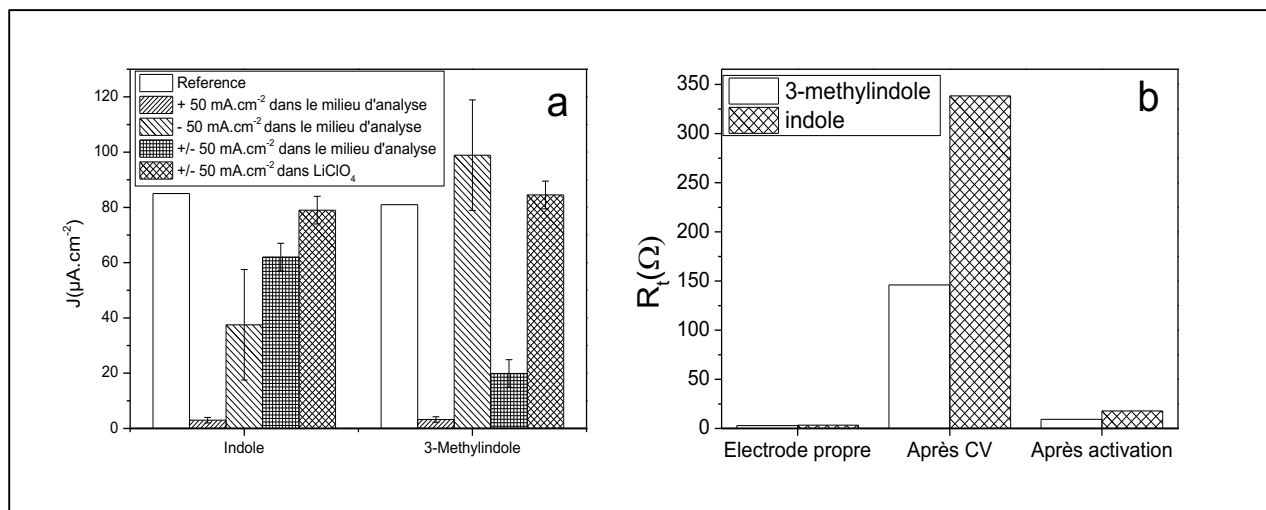 a
Reference
+ 50 mA.cm-2 dans le milieu d'analyse
- 50 mA.cm-2 dans le milieu d'analyse
+/- 50 mA.cm-2 dans le milieu d'analyse
+/- 50 mA.cm-2 dans LiClO4
J(µA.cm-2)
120
100
80
60
40
20
0
Indole
3-Methylindole
b
3-methylindole
indole
Rt(Ω)
350
300
250
200
150
100
50
0
Electrode propre
Après CV
Après activation